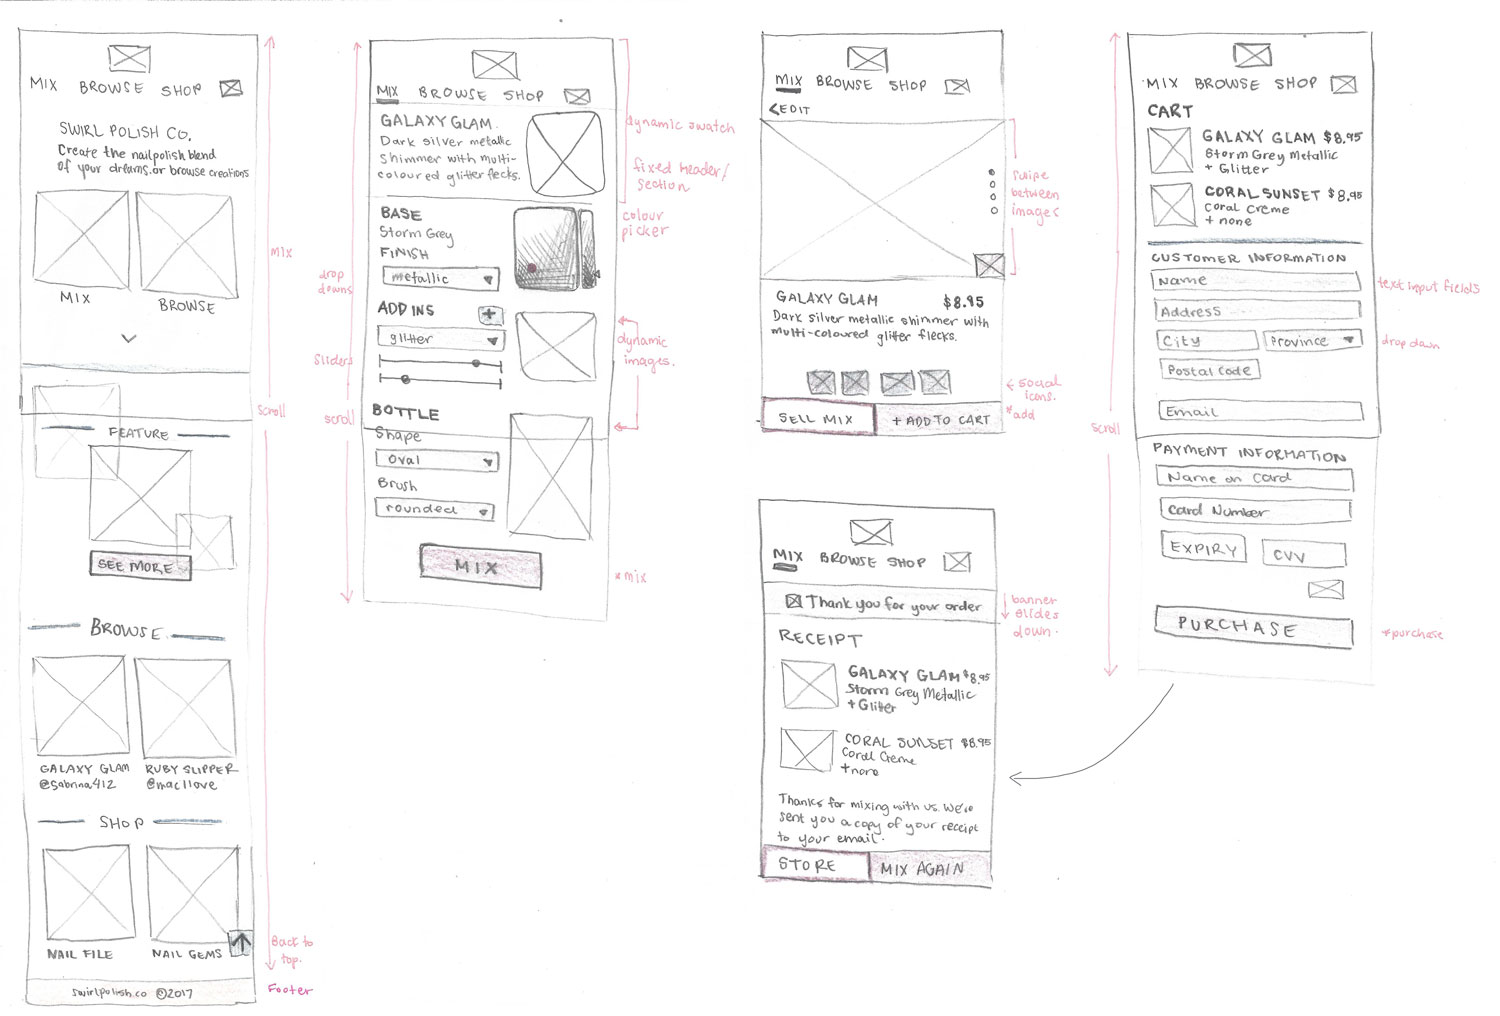 MIX BROWSE SHOP
SWIRL POLISH CO.
Create the nailpolish blend
of your dreams.or browse creations
MIX
BROWSE
FEATURE
SEE MORE
BROWSE
GALAXY GLAM
@sabrina412
RUBY SLIPPER
@macllove
SHOP
NAIL FILE
NAIL GEMS
swirlpolish.co ©2017
mix
scroll
Back to
top.
Footer
MIX BROWSE SHOP
GALAXY GLAM.
Dark silver metallic
shimmer with multi-
coloured glitter flecks.
BASE
Storm Grey
FINISH
metallic
ADD INS
+
glitter
BOTTLE
Shape
Oval
Brush
rounded
MIX
drop
downs
Sliders
scroll
dynamic swatch
fixed header/
section
colour
picker
dynamic
images.
*mix
MIX BROWSE SHOP
<EDIT
GALAXY GLAM $8.95
Dark silver metallic shimmer with
multi-coloured glitter flecks.
SELL MIX
+ ADD TO CART
swipe
between
images
social
icons.
*add
MIX BROWSE SHOP
Thank you for your order
RECEIPT
GALAXY GLAM $8.95
Storm Grey Metallic
+ Glitter
CORAL SUNSET $8.95
Coral Creme
+none
Thanks for mixing with us. We're
sent you a copy of your receipt
to your email.
STORE
MIX AGAIN
banner
slides
down.
MIX BROWSE SHOP
CART
GALAXY GLAM $8.95
Storm Grey Metallic
+ Glitter
CORAL SUNSET $8.95
Coral Creme
+ none
CUSTOMER INFORMATION
Name
Address
City
Province
Postal Code
Email
PAYMENT INFORMATION
Name on Card
Card Number
EXPIRY
CVV
PURCHASE
scroll
text input fields
drop down
*purchase